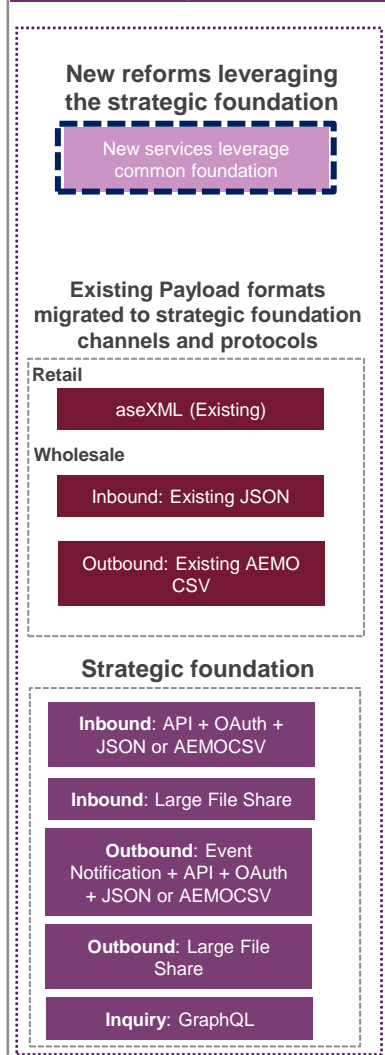 New reforms leveraging
the strategic foundation
New services leverage
common foundation
Existing Payload formats
migrated to strategic foundation
channels and protocols
Retail
aseXML (Existing)
Wholesale
Inbound: Existing JSON
Outbound: Existing AEMO
CSV
Strategic foundation
Inbound: API + OAuth +
JSON or AEMOCSV
Inbound: Large File Share
Outbound: Event
Notification + API + OAuth
+ JSON or AEMOCSV
Outbound: Large File
Share
Inquiry: GraphQL